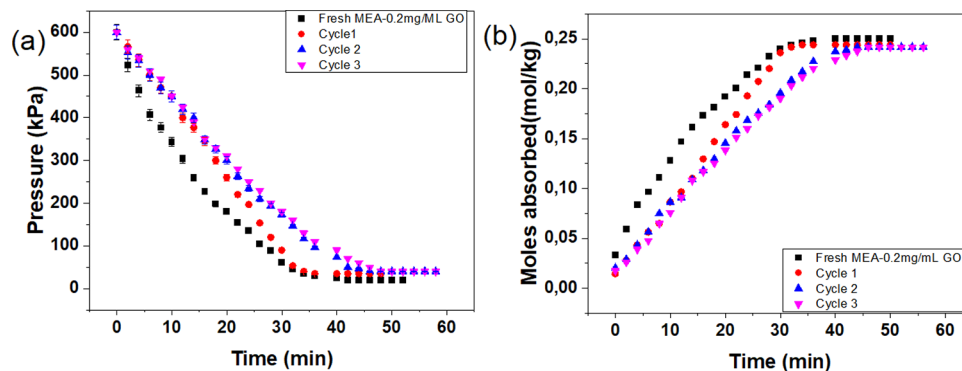 (a)
Fresh MEA-0.2mg/ML GO
Cycle1
Cycle 2
Cycle 3
600
500
400
300
200
100
0
Pressure (kPa)
0 10 20 30 40 50 60
Time (min)
(b)
0,25
0,20
0,15
0,10
0,05
0,00
Moles absorbed(mol/kg)
Fresh MEA-0.2mg/mL GO
Cycle 1
Cycle 2
Cycle 3
0 10 20 30 40 50 60
Time (min)